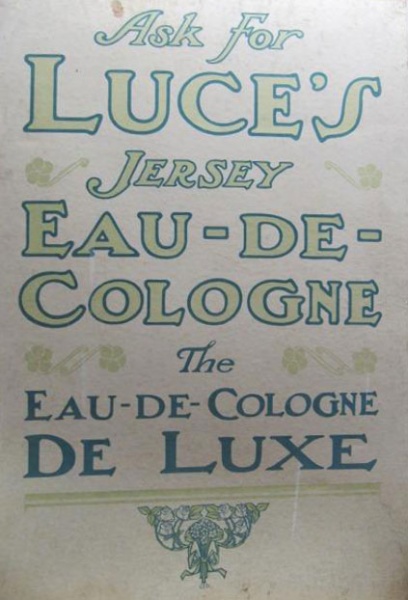 Ask for
LUCE'S
JERSEY
EAU-DE-
COLOGNE
The
EAU-DE-COLOGNE
DE LUXE